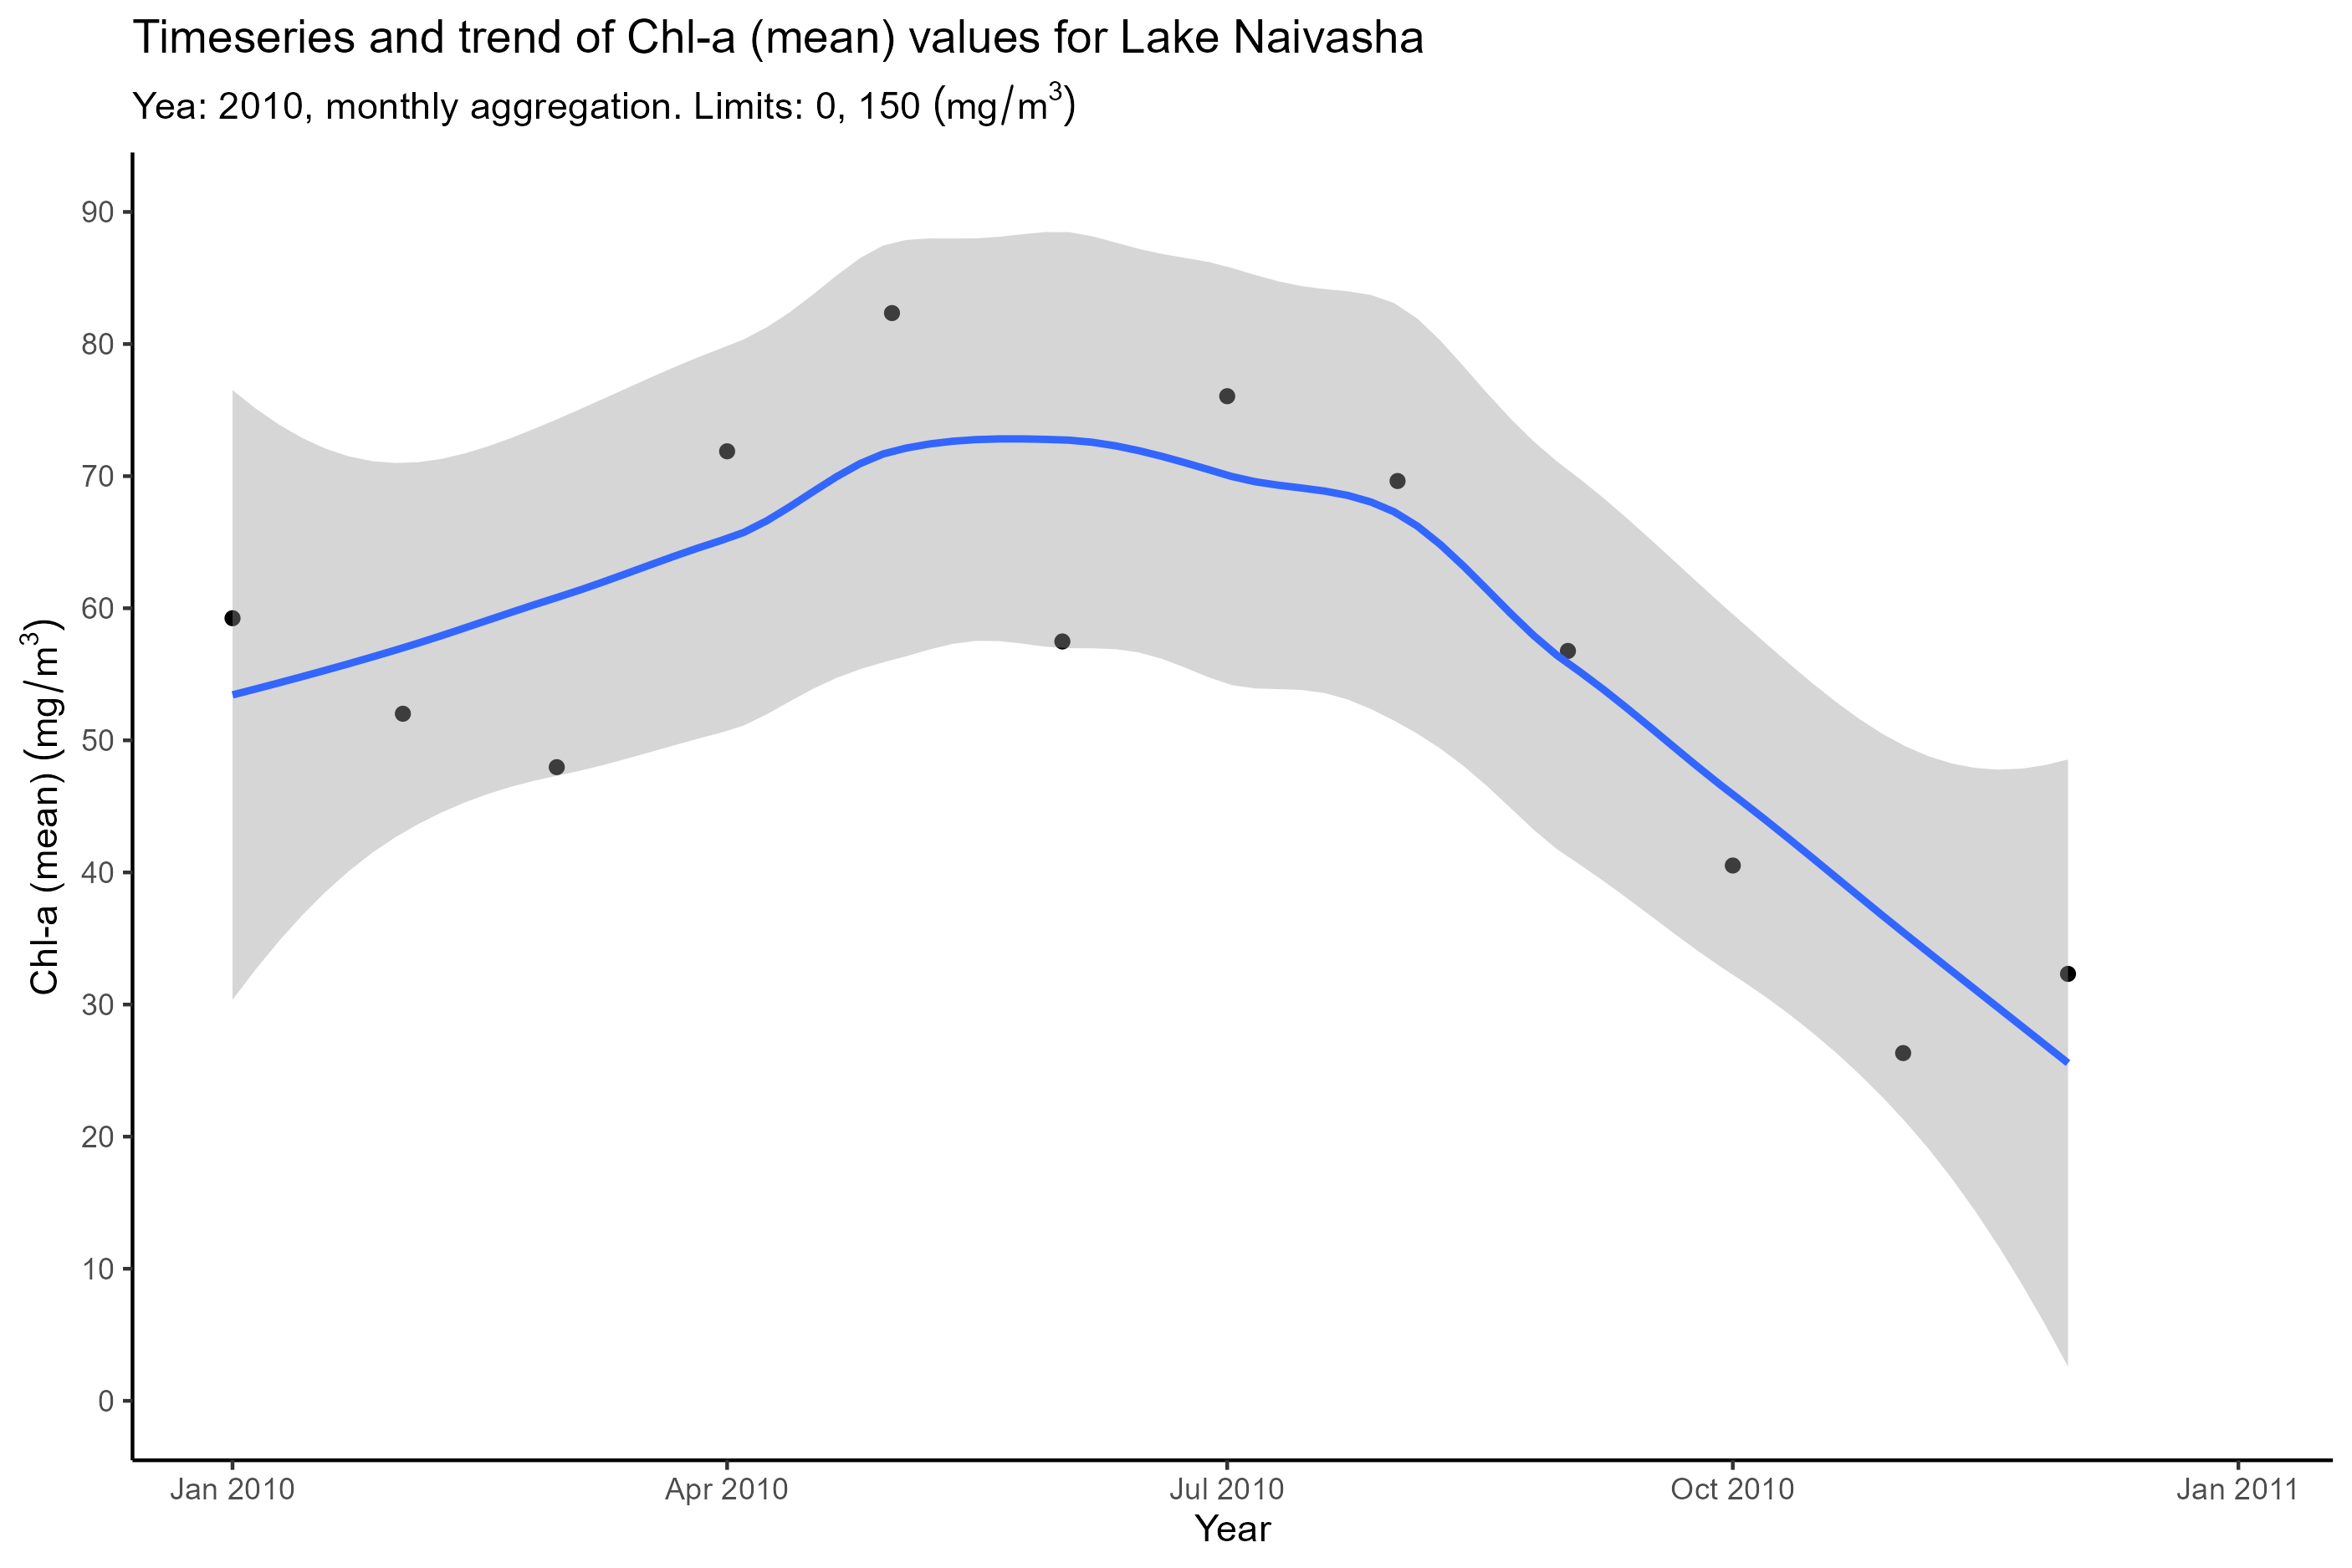 Timeseries and trend of Chl-a (mean) values for Lake Naivasha
Yea: 2010, monthly aggregation. Limits: 0, 150 (mg/m³)
90
80
70
60
50
40
30
20
10
0
Chl-a (mean) (mg/m³)
Jan 2010 Apr 2010 Jul 2010 Oct 2010 Jan 2011
Year